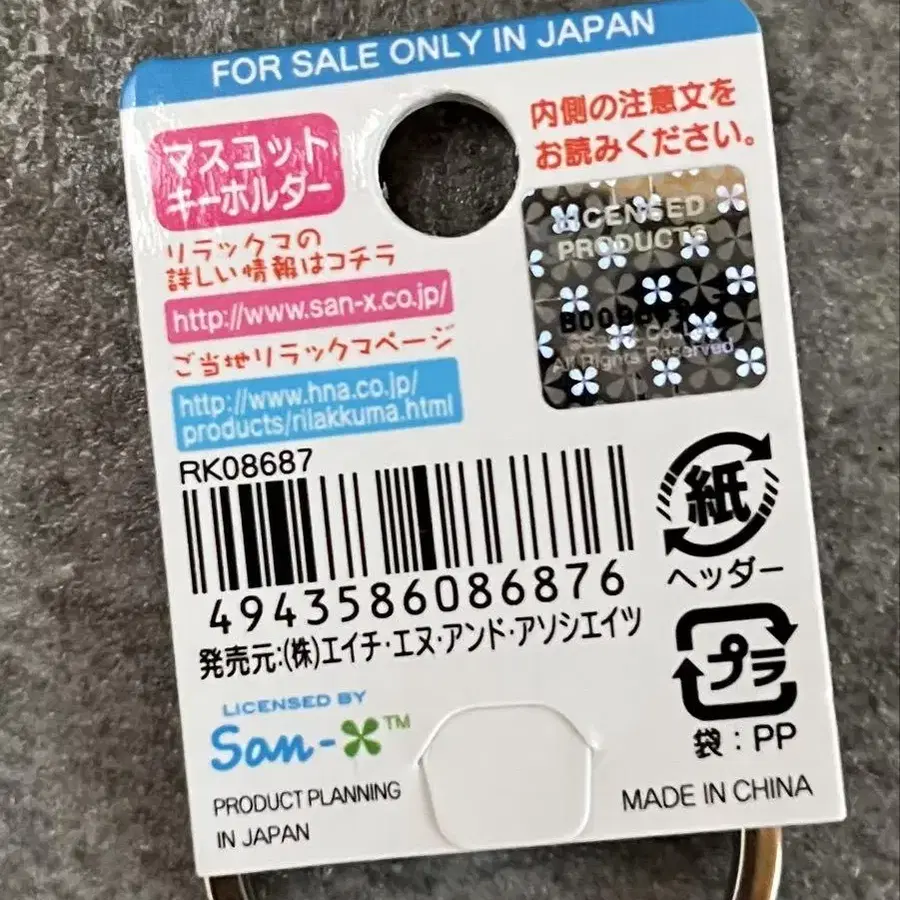 FOR SALE ONLY IN JAPAN
マスコット
キーホルダー
内側の注意文を
お読みください。
リラックマの
詳しい情報はコチラ
http://www.san-x.co.jp/
ご当地リラックマページ
http://www.hna.co.jp/
products/rilakkuma.html
LICENSED
PRODUCTS
All Rights Reserved
RK08687
4943586086876
発売元:(株)エイチ・エヌ・アンド・アソシエイツ
紙
ヘッダー
プラ
袋:PP
LICENSED BY
San-X™
PRODUCT PLANNING
IN JAPAN
MADE IN CHINA